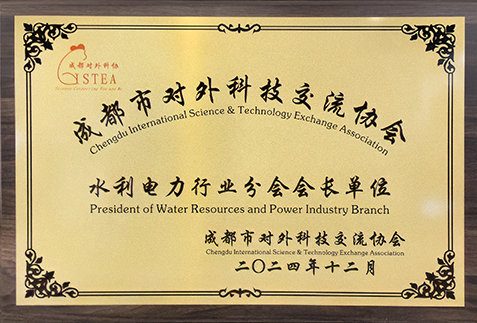 成都对外科协
CISTEA
成都市对外科技交流协会
Chengdu International Science & Technology Exchange Association
水利电力行业分会会长单位
President of Water Resources and Power Industry Branch
成都市对外科技交流协会
Chengdu International Science & Technology Exchange Association
二〇二四年十二月